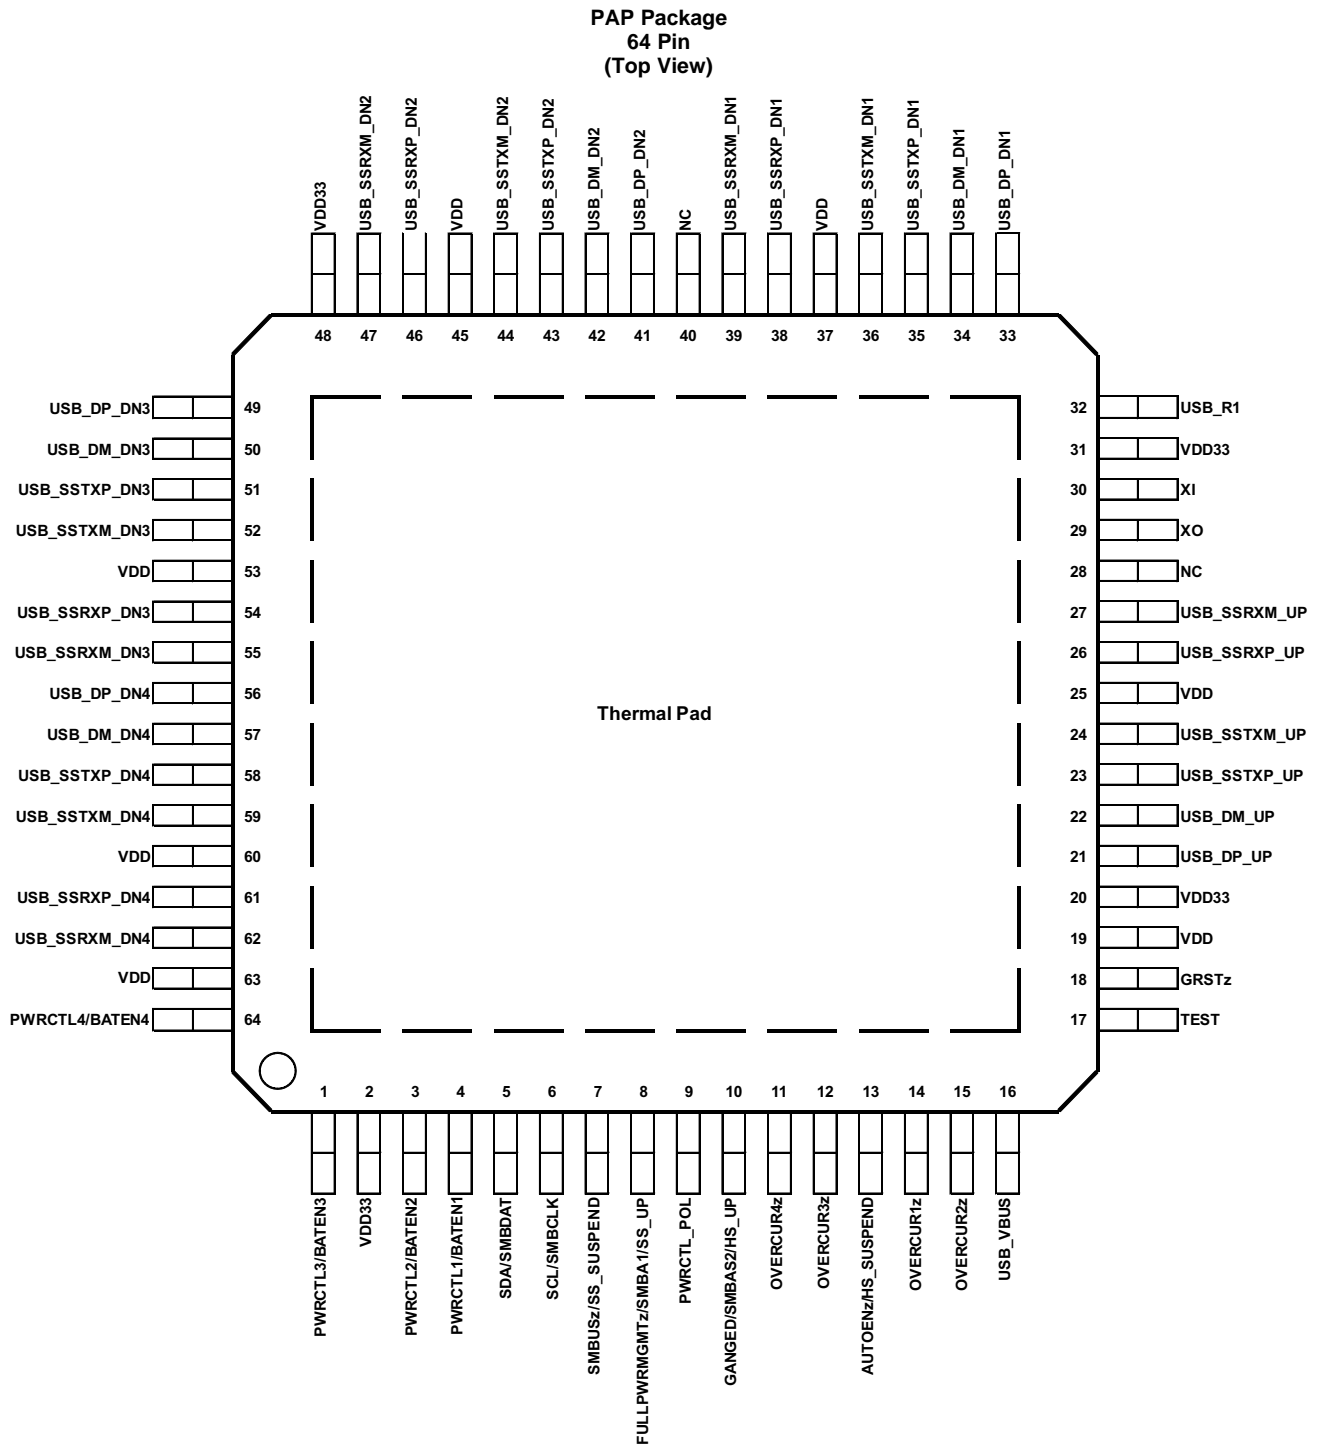 PAP Package
64 Pin
(Top View)
VDD33
USB_SSRXM_DN2
USB_SSRXP_DN2
VDD
USB_SSTXM_DN2
USB_SSTXP_DN2
USB_DM_DN2
USB_DP_DN2
NC
USB_SSRXM_DN1
USB_SSRXP_DN1
VDD
USB_SSTXM_DN1
USB_SSTXP_DN1
USB_DM_DN1
USB_DP_DN1
48 47 46 45 44 43 42 41 40 39 38 37 36 35 34 33
USB_DP_DN3 49
USB_DM_DN3 50
USB_SSTXP_DN3 51
USB_SSTXM_DN3 52
VDD 53
USB_SSRXP_DN3 54
USB_SSRXM_DN3 55
USB_DP_DN4 56
USB_DM_DN4 57
USB_SSTXP_DN4 58
USB_SSTXM_DN4 59
VDD 60
USB_SSRXP_DN4 61
USB_SSRXM_DN4 62
VDD 63
PWRCTL4/BATEN4 64
Thermal Pad
32 USB_R1
31 VDD33
30 XI
29 XO
28 NC
27 USB_SSRXM_UP
26 USB_SSRXP_UP
25 VDD
24 USB_SSTXM_UP
23 USB_SSTXP_UP
22 USB_DM_UP
21 USB_DP_UP
20 VDD33
19 VDD
18 GRSTz
17 TEST
1 2 3 4 5 6 7 8 9 10 11 12 13 14 15 16
PWRCTL3/BATEN3
VDD33
PWRCTL2/BATEN2
PWRCTL1/BATEN1
SDA/SMBDAT
SCL/SMBCLK
SMBUSz/SS_SUSPEND
FULLPWRMGMTz/SMBA1/SS_UP
PWRCTL_POL
GANGED/SMBAS2/HS_UP
OVERCUR4z
OVERCUR3z
AUTOENz/HS_SUSPEND
OVERCUR1z
OVERCUR2z
USB_VBUS